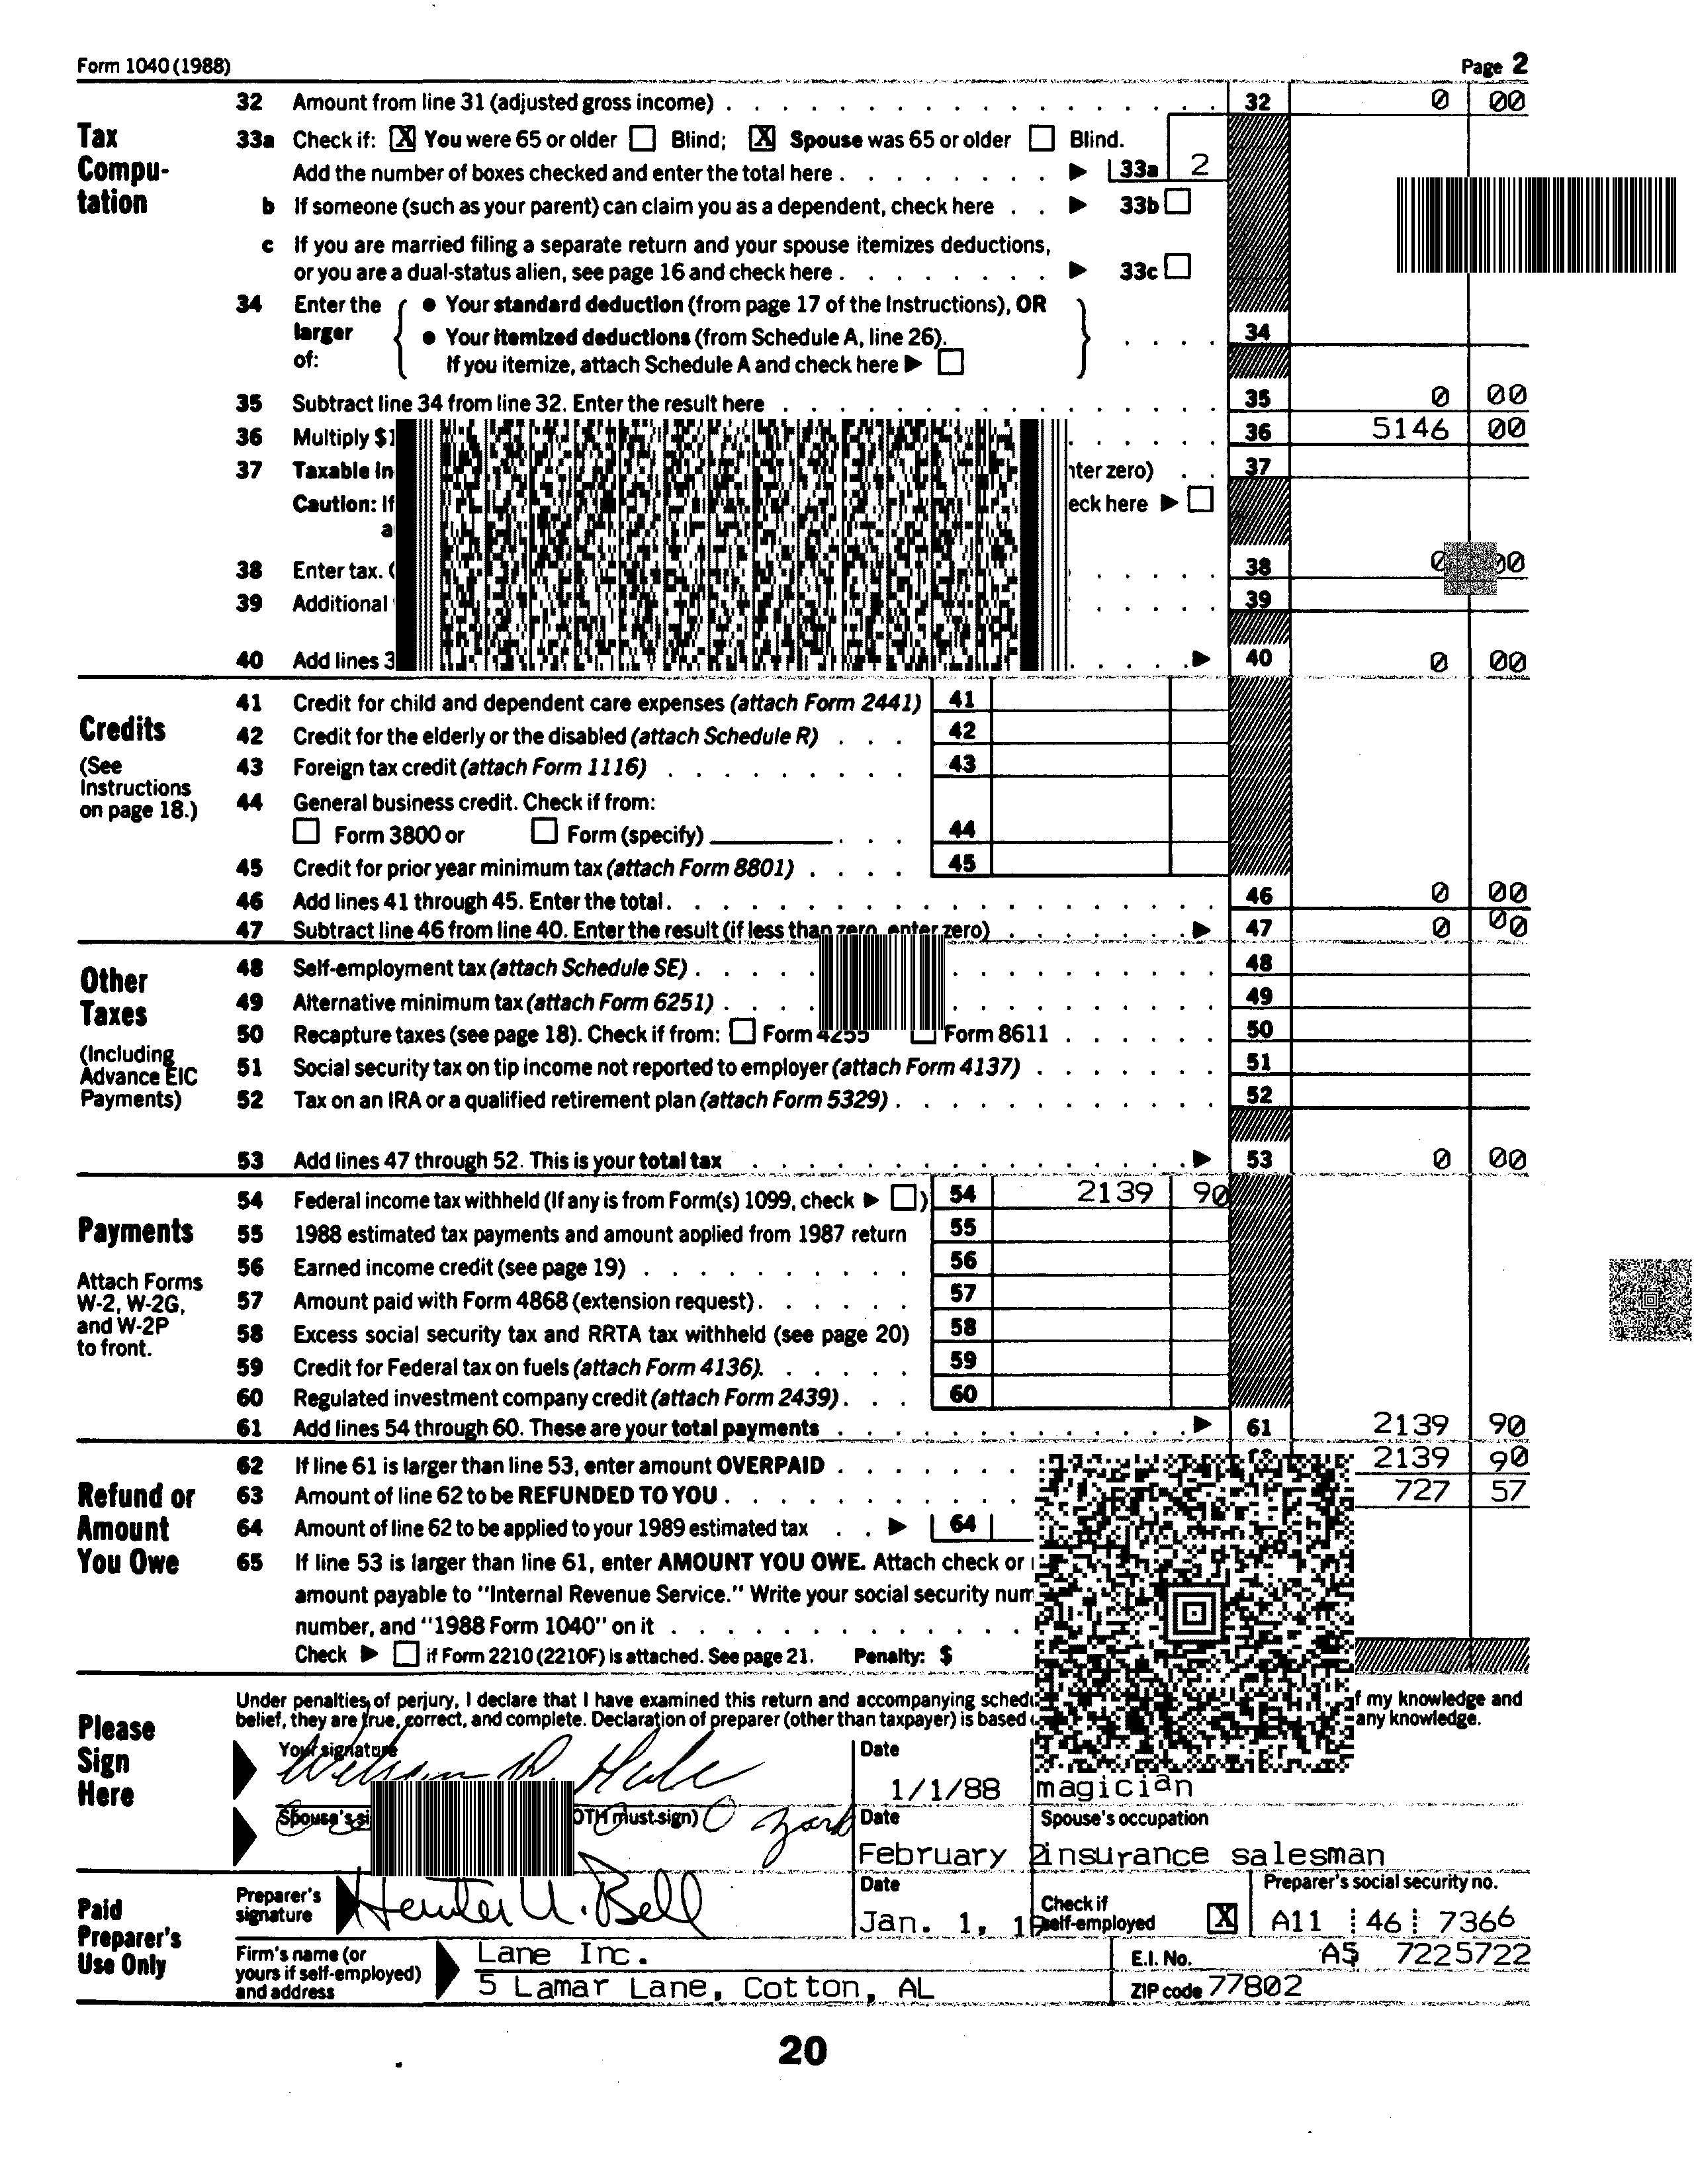 Form 1040 (1988) Page 2
32 Amount from line 31 (adjusted gross income) 32 0 00
Tax Compu-tation
33a Check if: X You were 65 or older Blind; X Spouse was 65 or older Blind.
Add the number of boxes checked and enter the total here 33a 2
b If someone (such as your parent) can claim you as a dependent, check here 33b
c If you are married filing a separate return and your spouse itemizes deductions,
or you are a dual-status alien, see page 16 and check here 33c
34 Enter the larger of: • Your standard deduction (from page 17 of the Instructions), OR
• Your itemized deductions (from Schedule A, line 26). 34
If you itemize, attach Schedule A and check here
35 Subtract line 34 from line 32. Enter the result here 35 0 00
36 Multiply 36 5146 00
37 Taxable zero) 37
Caution: If here
38 Enter tax. 38 0
39 Additional 39
40 Add lines 40 0 00
Credits
(See Instructions on page 18.)
41 Credit for child and dependent care expenses (attach Form 2441) 41
42 Credit for the elderly or the disabled (attach Schedule R) 42
43 Foreign tax credit (attach Form 1116) 43
44 General business credit. Check if from:
Form 3800 or Form (specify) 44
45 Credit for prior year minimum tax (attach Form 8801) 45
46 Add lines 41 through 45. Enter the total 46 0 00
47 Subtract line 46 from line 40. Enter the result (if less than zero, enter zero) 47 0 00
Other Taxes
(Including Advance EIC Payments)
48 Self-employment tax (attach Schedule SE) 48
49 Alternative minimum tax (attach Form 6251) 49
50 Recapture taxes (see page 18). Check if from: Form 4255 Form 8611 50
51 Social security tax on tip income not reported to employer (attach Form 4137) 51
52 Tax on an IRA or a qualified retirement plan (attach Form 5329) 52
53 Add lines 47 through 52. This is your total tax 53 0 00
Payments
Attach Forms W-2, W-2G, and W-2P to front.
54 Federal income tax withheld (If any is from Form(s) 1099, check ) 54 2139 90
55 1988 estimated tax payments and amount applied from 1987 return 55
56 Earned income credit (see page 19) 56
57 Amount paid with Form 4868 (extension request) 57
58 Excess social security tax and RRTA tax withheld (see page 20) 58
59 Credit for Federal tax on fuels (attach Form 4136). 59
60 Regulated investment company credit (attach Form 2439) 60
61 Add lines 54 through 60. These are your total payments 61 2139 90
Refund or Amount You Owe
62 If line 61 is larger than line 53, enter amount OVERPAID 2139 90
63 Amount of line 62 to be REFUNDED TO YOU 727 57
64 Amount of line 62 to be applied to your 1989 estimated tax 64
65 If line 53 is larger than line 61, enter AMOUNT YOU OWE. Attach check or
amount payable to "Internal Revenue Service." Write your social security
number, and "1988 Form 1040" on it
Check if Form 2210 (2210F) is attached. See page 21. Penalty: $
Please Sign Here
Under penalties of perjury, I declare that I have examined this return and accompanying my knowledge and
belief, they are true, correct, and complete. Declaration of preparer (other than taxpayer) is based any knowledge.
Your signature Date
1/1/88 magician
Spouse's must sign) Date Spouse's occupation
February insurance salesman
Paid Preparer's Use Only
Preparer's signature Date Check if self-employed X Preparer's social security no.
Jan. 1, A11 46 7366
Firm's name (or yours if self-employed) and address Lane Inc. E.I. No. A5 7225722
5 Lamar Lane, Cotton, AL ZIP code 77802
20